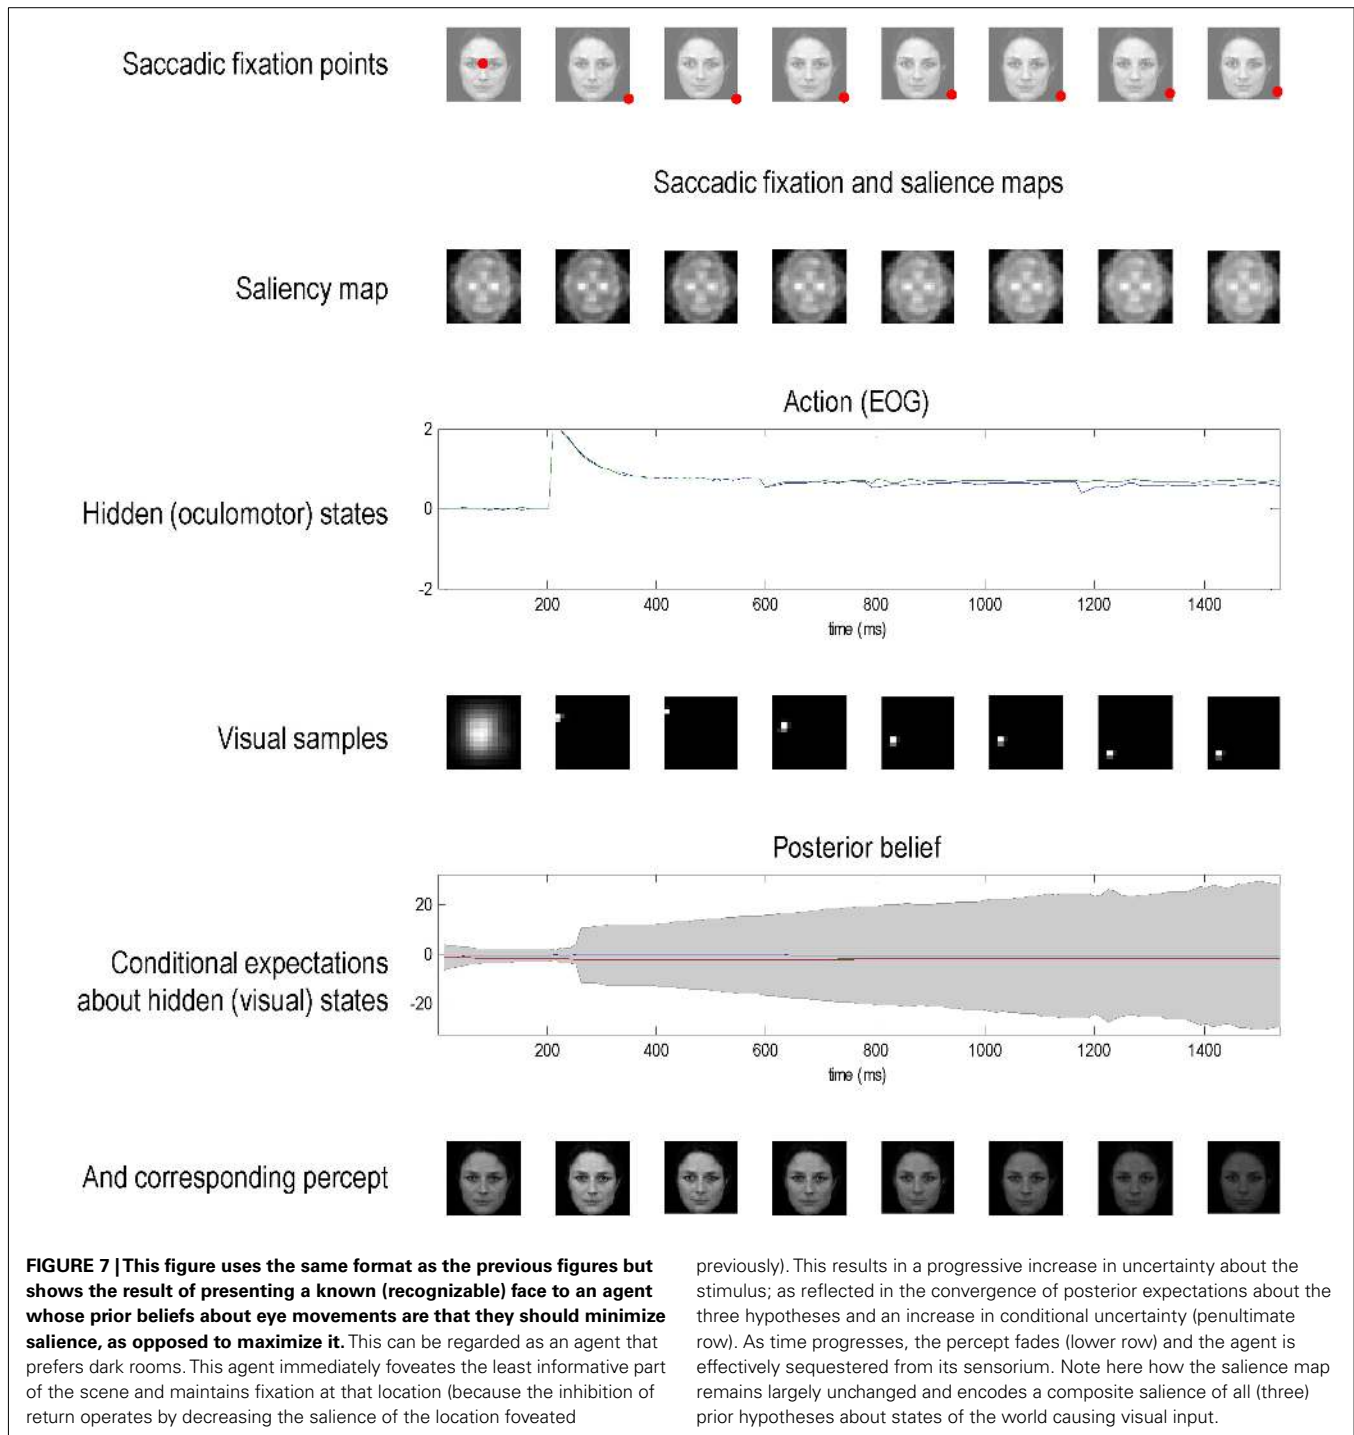 Saccadic fixation points
Saccadic fixation and salience maps
Saliency map
Action (EOG)
2
0
-2
Hidden (oculomotor) states
200 400 600 800 1000 1200 1400
time (ms)
Visual samples
Posterior belief
20
0
-20
Conditional expectations
about hidden (visual) states
200 400 600 800 1000 1200 1400
time (ms)
And corresponding percept
FIGURE 7 | This figure uses the same format as the previous figures but
shows the result of presenting a known (recognizable) face to an agent
whose prior beliefs about eye movements are that they should minimize
salience, as opposed to maximize it. This can be regarded as an agent that
prefers dark rooms. This agent immediately foveates the least informative part
of the scene and maintains fixation at that location (because the inhibition of
return operates by decreasing the salience of the location foveated
previously). This results in a progressive increase in uncertainty about the
stimulus; as reflected in the convergence of posterior expectations about the
three hypotheses and an increase in conditional uncertainty (penultimate
row). As time progresses, the percept fades (lower row) and the agent is
effectively sequestered from its sensorium. Note here how the salience map
remains largely unchanged and encodes a composite salience of all (three)
prior hypotheses about states of the world causing visual input.